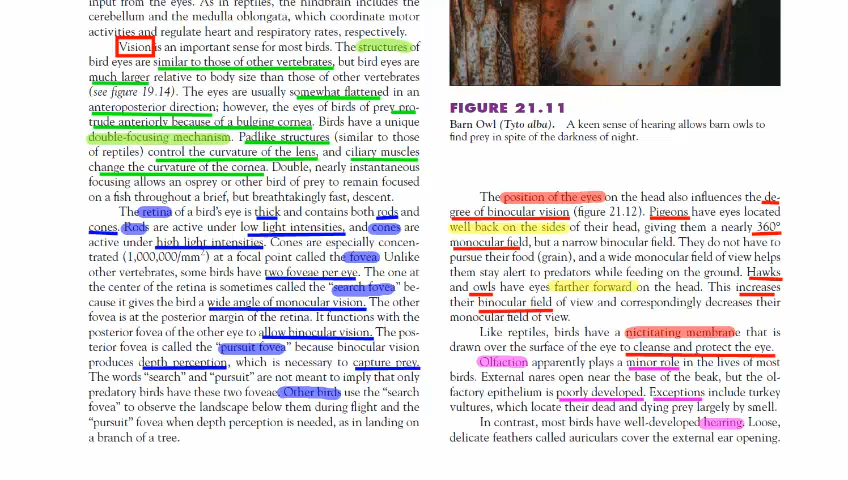 input from the eyes. As in reptiles, the hindbrain includes the
cerebellum and the medulla oblongata, which coordinate motor
activities and regulate heart and respiratory rates, respectively.
Vision is an important sense for most birds. The structures of
bird eyes are similar to those of other vertebrates, but bird eyes are
much larger relative to body size than those of other vertebrates
(see figure 19.14). The eyes are usually somewhat flattened in an
anteroposterior direction; however, the eyes of birds of prey pro-
trude anteriorly because of a bulging cornea. Birds have a unique
double-focusing mechanism. Padlike structures (similar to those
of reptiles) control the curvature of the lens, and ciliary muscles
change the curvature of the cornea. Double, nearly instantaneous
focusing allows an osprey or other bird of prey to remain focused
on a fish throughout a brief, but breathtakingly fast, descent.
The retina of a bird's eye is thick and contains both rods and
cones. Rods are active under low light intensities, and cones are
active under high light intensities. Cones are especially concen-
trated (1,000,000/mm²) at a focal point called the fovea. Unlike
other vertebrates, some birds have two foveae per eye. The one at
the center of the retina is sometimes called the "search fovea" be-
cause it gives the bird a wide angle of monocular vision. The other
fovea is at the posterior margin of the retina. It functions with the
posterior fovea of the other eye to allow binocular vision. The pos-
terior fovea is called the "pursuit fovea" because binocular vision
produces depth perception, which is necessary to capture prey.
The words "search" and "pursuit" are not meant to imply that only
predatory birds have these two foveae. Other birds use the "search
fovea" to observe the landscape below them during flight and the
"pursuit" fovea when depth perception is needed, as in landing on
a branch of a tree.
FIGURE 21.11
Barn Owl (Tyto alba). A keen sense of hearing allows barn owls to
find prey in spite of the darkness of night.
The position of the eyes on the head also influences the de-
gree of binocular vision (figure 21.12). Pigeons have eyes located
well back on the sides of their head, giving them a nearly 360°
monocular field, but a narrow binocular field. They do not have to
pursue their food (grain), and a wide monocular field of view helps
them stay alert to predators while feeding on the ground. Hawks
and owls have eyes farther forward on the head. This increases
their binocular field of view and correspondingly decreases their
monocular field of view.
Like reptiles, birds have a nictitating membrane that is
drawn over the surface of the eye to cleanse and protect the eye.
Olfaction apparently plays a minor role in the lives of most
birds. External nares open near the base of the beak, but the ol-
factory epithelium is poorly developed. Exceptions include turkey
vultures, which locate their dead and dying prey largely by smell.
In contrast, most birds have well-developed hearing. Loose,
delicate feathers called auriculars cover the external ear opening.